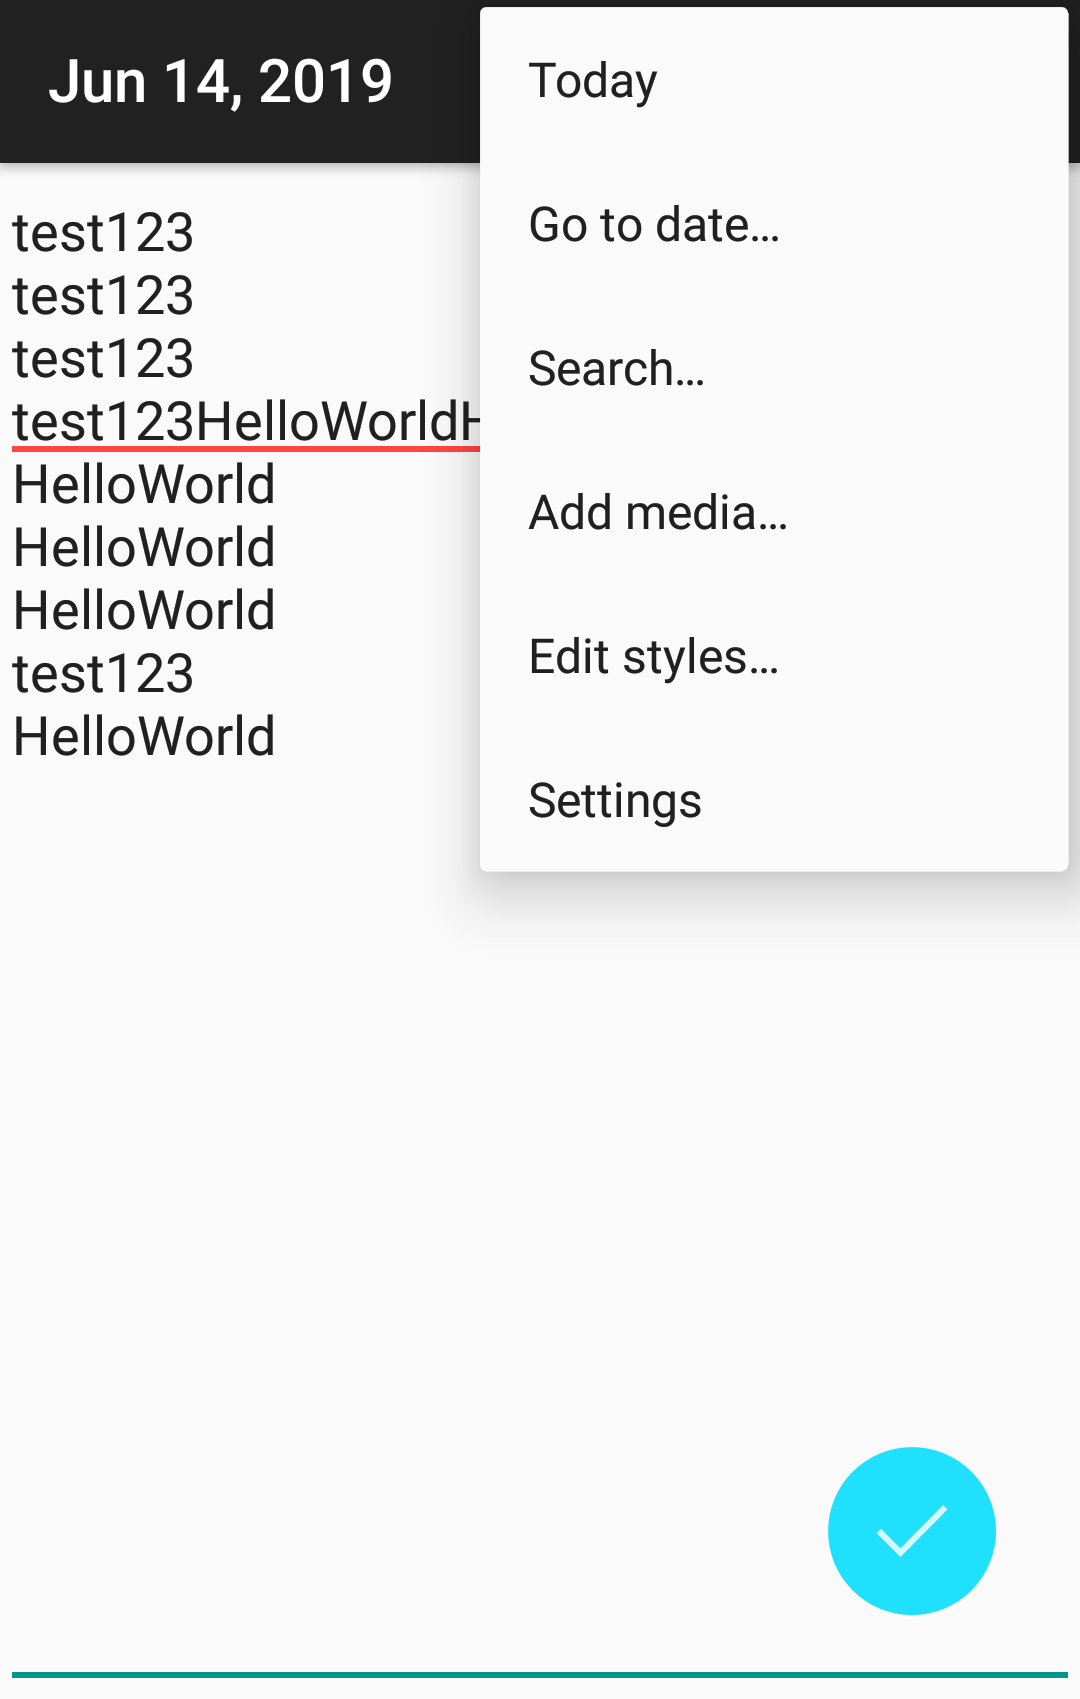 Jun 14, 2019
Today
Go to date…
Search…
Add media…
Edit styles…
Settings
test123
test123
test123
test123HelloWorld
HelloWorld
HelloWorld
HelloWorld
test123
HelloWorld